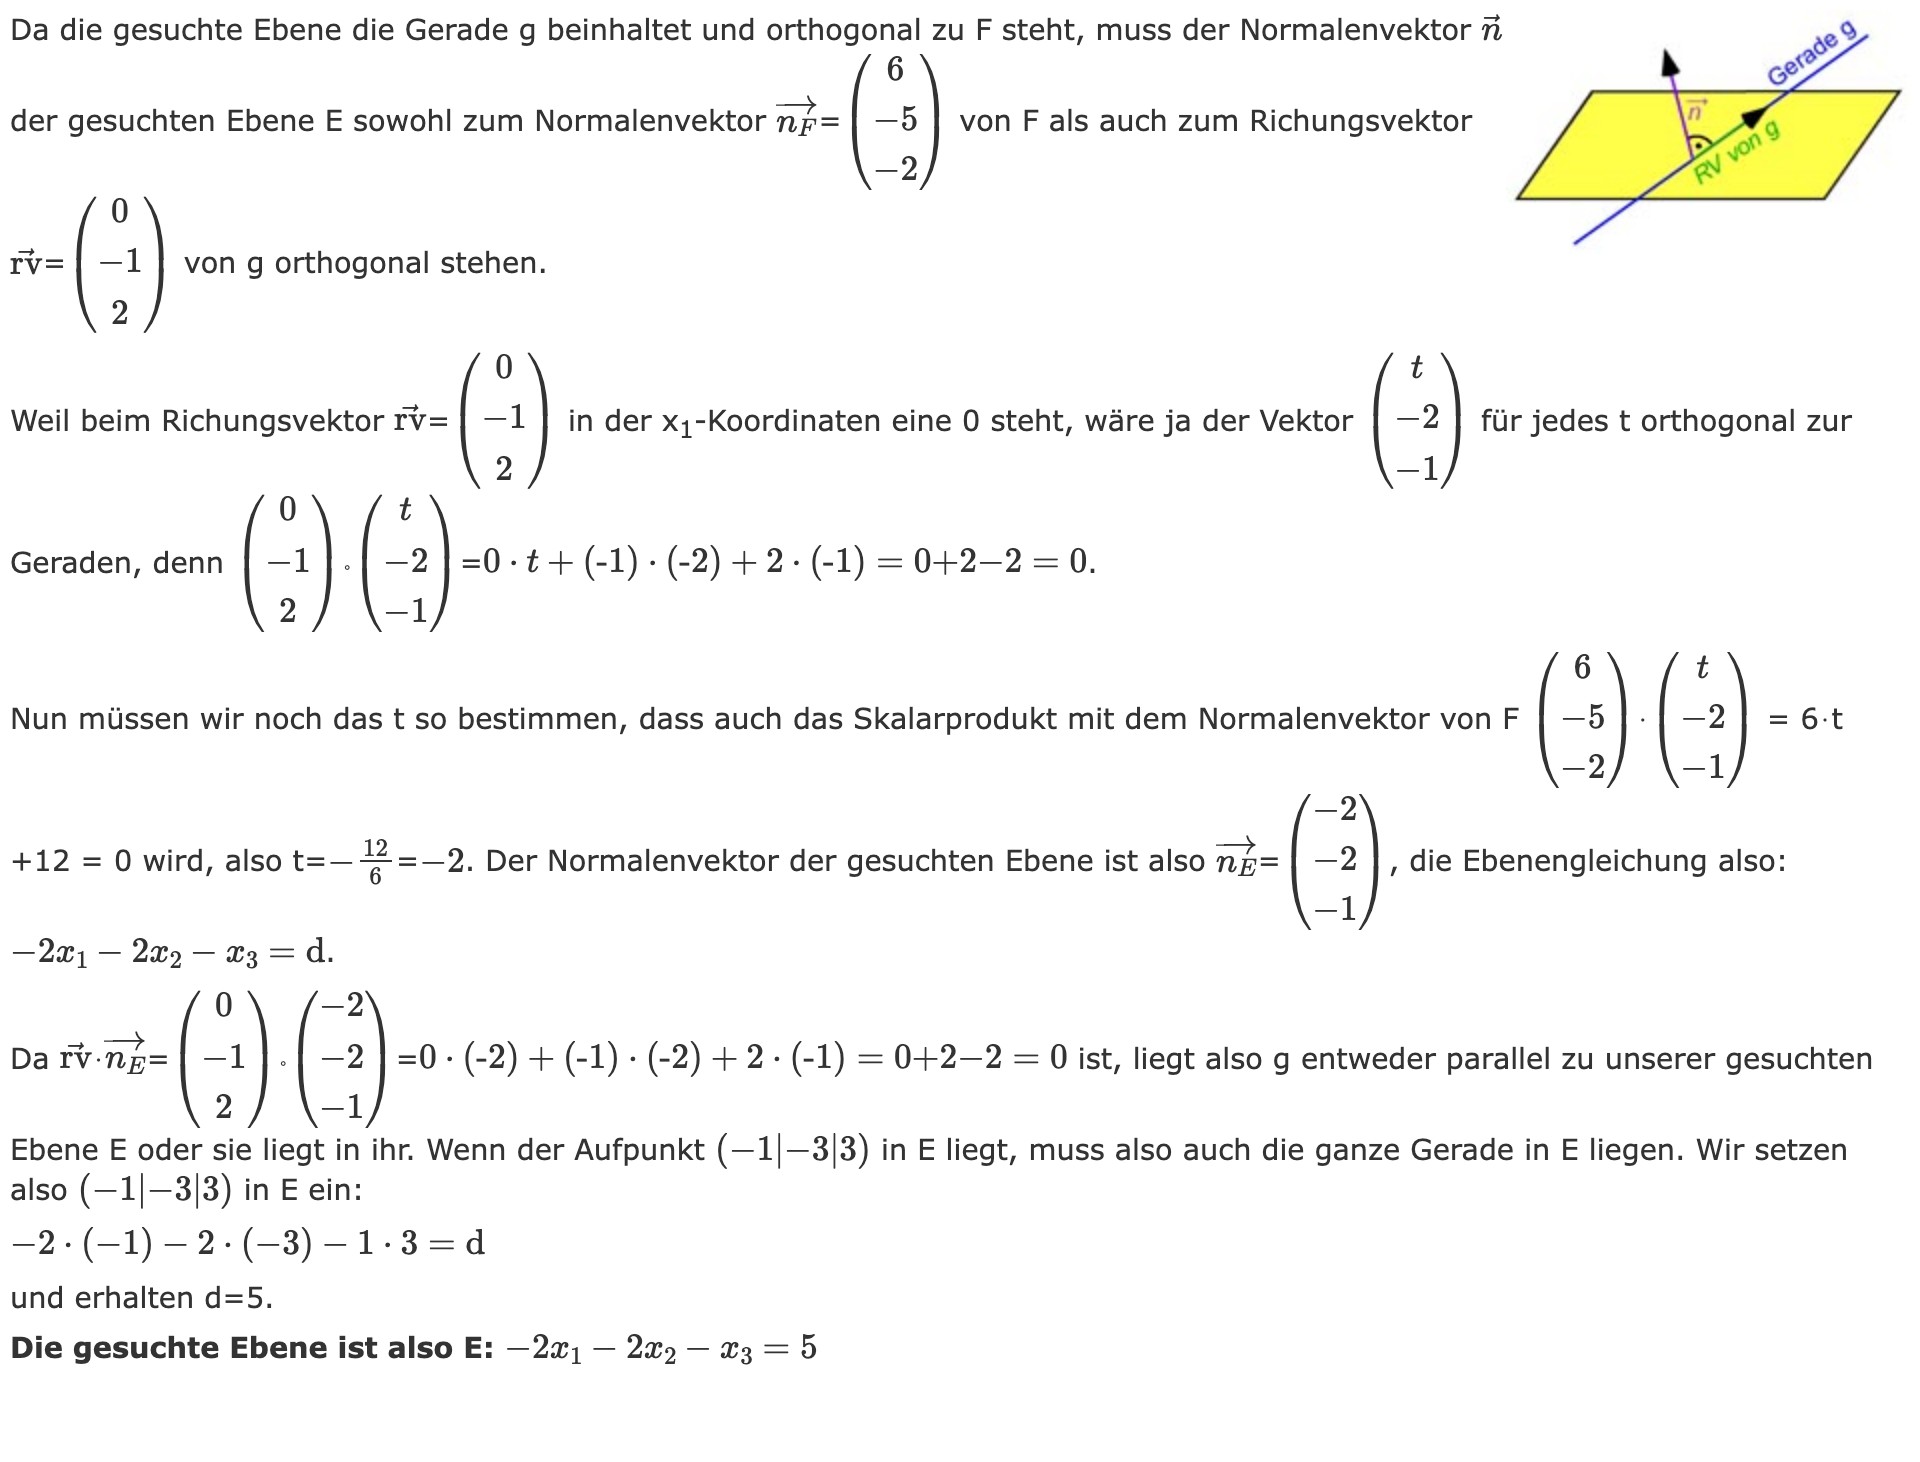 Da die gesuchte Ebene die Gerade g beinhaltet und orthogonal zu F steht, muss der Normalenvektor $\vec{n}$
der gesuchten Ebene E sowohl zum Normalenvektor $\overrightarrow{n_F}$= $\begin{pmatrix} 6 \\ -5 \\ -2 \end{pmatrix}$ von F als auch zum Richungsvektor
$\vec{\mathrm{rv}}$= $\begin{pmatrix} 0 \\ -1 \\ 2 \end{pmatrix}$ von g orthogonal stehen.
Gerade g
$\vec{n}$
RV von g
Weil beim Richungsvektor $\vec{\mathrm{rv}}$= $\begin{pmatrix} 0 \\ -1 \\ 2 \end{pmatrix}$ in der x₁-Koordinaten eine 0 steht, wäre ja der Vektor $\begin{pmatrix} t \\ -2 \\ -1 \end{pmatrix}$ für jedes t orthogonal zur
Geraden, denn $\begin{pmatrix} 0 \\ -1 \\ 2 \end{pmatrix} \circ \begin{pmatrix} t \\ -2 \\ -1 \end{pmatrix}$ =$0 \cdot t + (-1) \cdot (-2) + 2 \cdot (-1) = 0+2-2 = 0$.
Nun müssen wir noch das t so bestimmen, dass auch das Skalarprodukt mit dem Normalenvektor von F $\begin{pmatrix} 6 \\ -5 \\ -2 \end{pmatrix} \cdot \begin{pmatrix} t \\ -2 \\ -1 \end{pmatrix}$ = 6·t
+12 = 0 wird, also t=$-\frac{12}{6}$=$-2$. Der Normalenvektor der gesuchten Ebene ist also $\overrightarrow{n_E}$= $\begin{pmatrix} -2 \\ -2 \\ -1 \end{pmatrix}$, die Ebenengleichung also:
$-2x_1 - 2x_2 - x_3 = \mathrm{d}$.
Da $\vec{\mathrm{rv}} \cdot \overrightarrow{n_E}$= $\begin{pmatrix} 0 \\ -1 \\ 2 \end{pmatrix} \circ \begin{pmatrix} -2 \\ -2 \\ -1 \end{pmatrix}$ =$0 \cdot (-2) + (-1) \cdot (-2) + 2 \cdot (-1) = 0+2-2 = 0$ ist, liegt also g entweder parallel zu unserer gesuchten
Ebene E oder sie liegt in ihr. Wenn der Aufpunkt $(-1|-3|3)$ in E liegt, muss also auch die ganze Gerade in E liegen. Wir setzen
also $(-1|-3|3)$ in E ein:
$-2 \cdot (-1) - 2 \cdot (-3) - 1 \cdot 3 = \mathrm{d}$
und erhalten d=5.
Die gesuchte Ebene ist also E: $-2x_1 - 2x_2 - x_3 = 5$